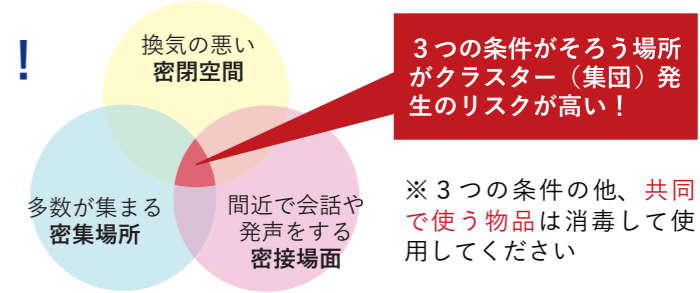 ！
換気の悪い
密閉空間
多数が集まる
密集場所
間近で会話や
発声をする
密接場面
３つの条件がそろう場所
がクラスター（集団）発
生のリスクが高い！
※３つの条件の他、共同
で使う物品は消毒して使
用してください